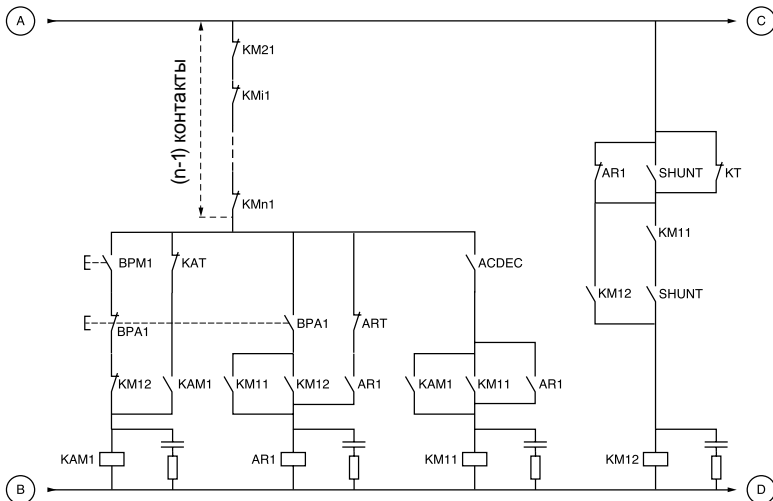 A
C
KM21
KMi1
(n-1) контакты
AR1
SHUNT
KT
KMn1
KM11
BPM1
KAT
ACDEC
KM12
SHUNT
BPA1
BPA1
ART
KM12
KAM1
KM11
KM12
AR1
KAM1
KM11
AR1
KAM1
AR1
KM11
KM12
B
D